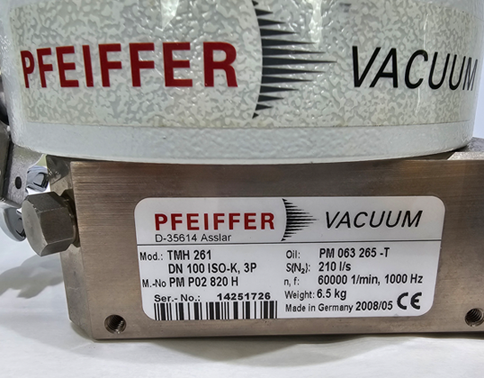 PFEIFFER VACUUM
PFEIFFER VACUUM
D-35614 Asslar
Mod.: TMH 261 Oil: PM 063 265 -T
DN 100 ISO-K, 3P S(N₂): 210 l/s
M.-No PM P02 820 H n, f: 60000 1/min, 1000 Hz
Weight: 6.5 kg
Ser.- No.: 14251726 Made in Germany 2008/05 CE